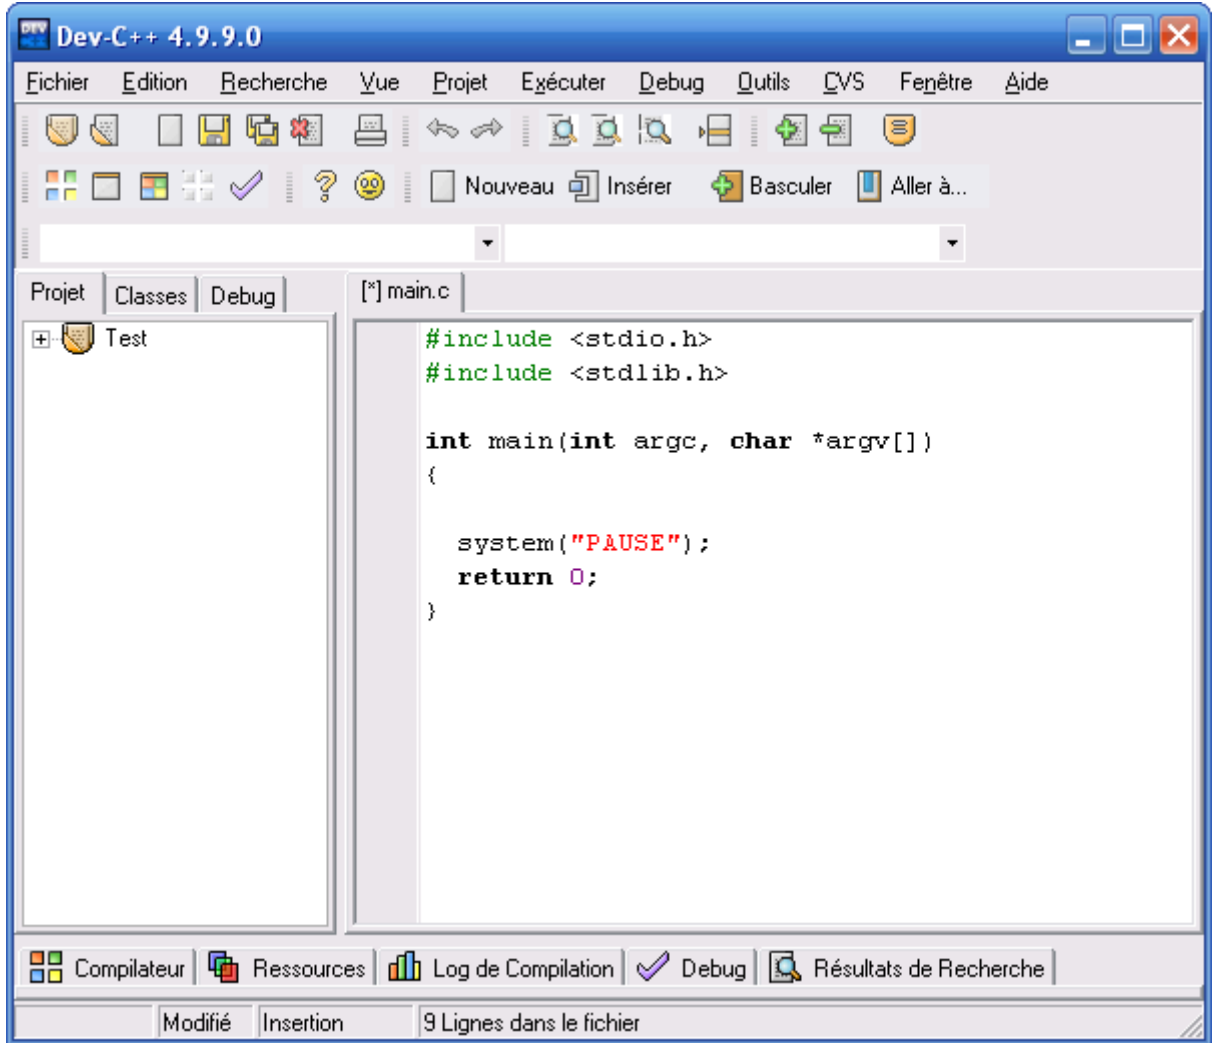 Dev-C++ 4.9.9.0
Fichier Edition Recherche Vue Projet Exécuter Debug Outils CVS Fenêtre Aide
Nouveau Insérer Basculer Aller à...
Projet Classes Debug [*] main.c
Test
#include <stdio.h>
#include <stdlib.h>
int main(int argc, char *argv[])
{
system("PAUSE");
return 0;
}
Compilateur Ressources Log de Compilation Debug Résultats de Recherche
Modifié Insertion 9 Lignes dans le fichier